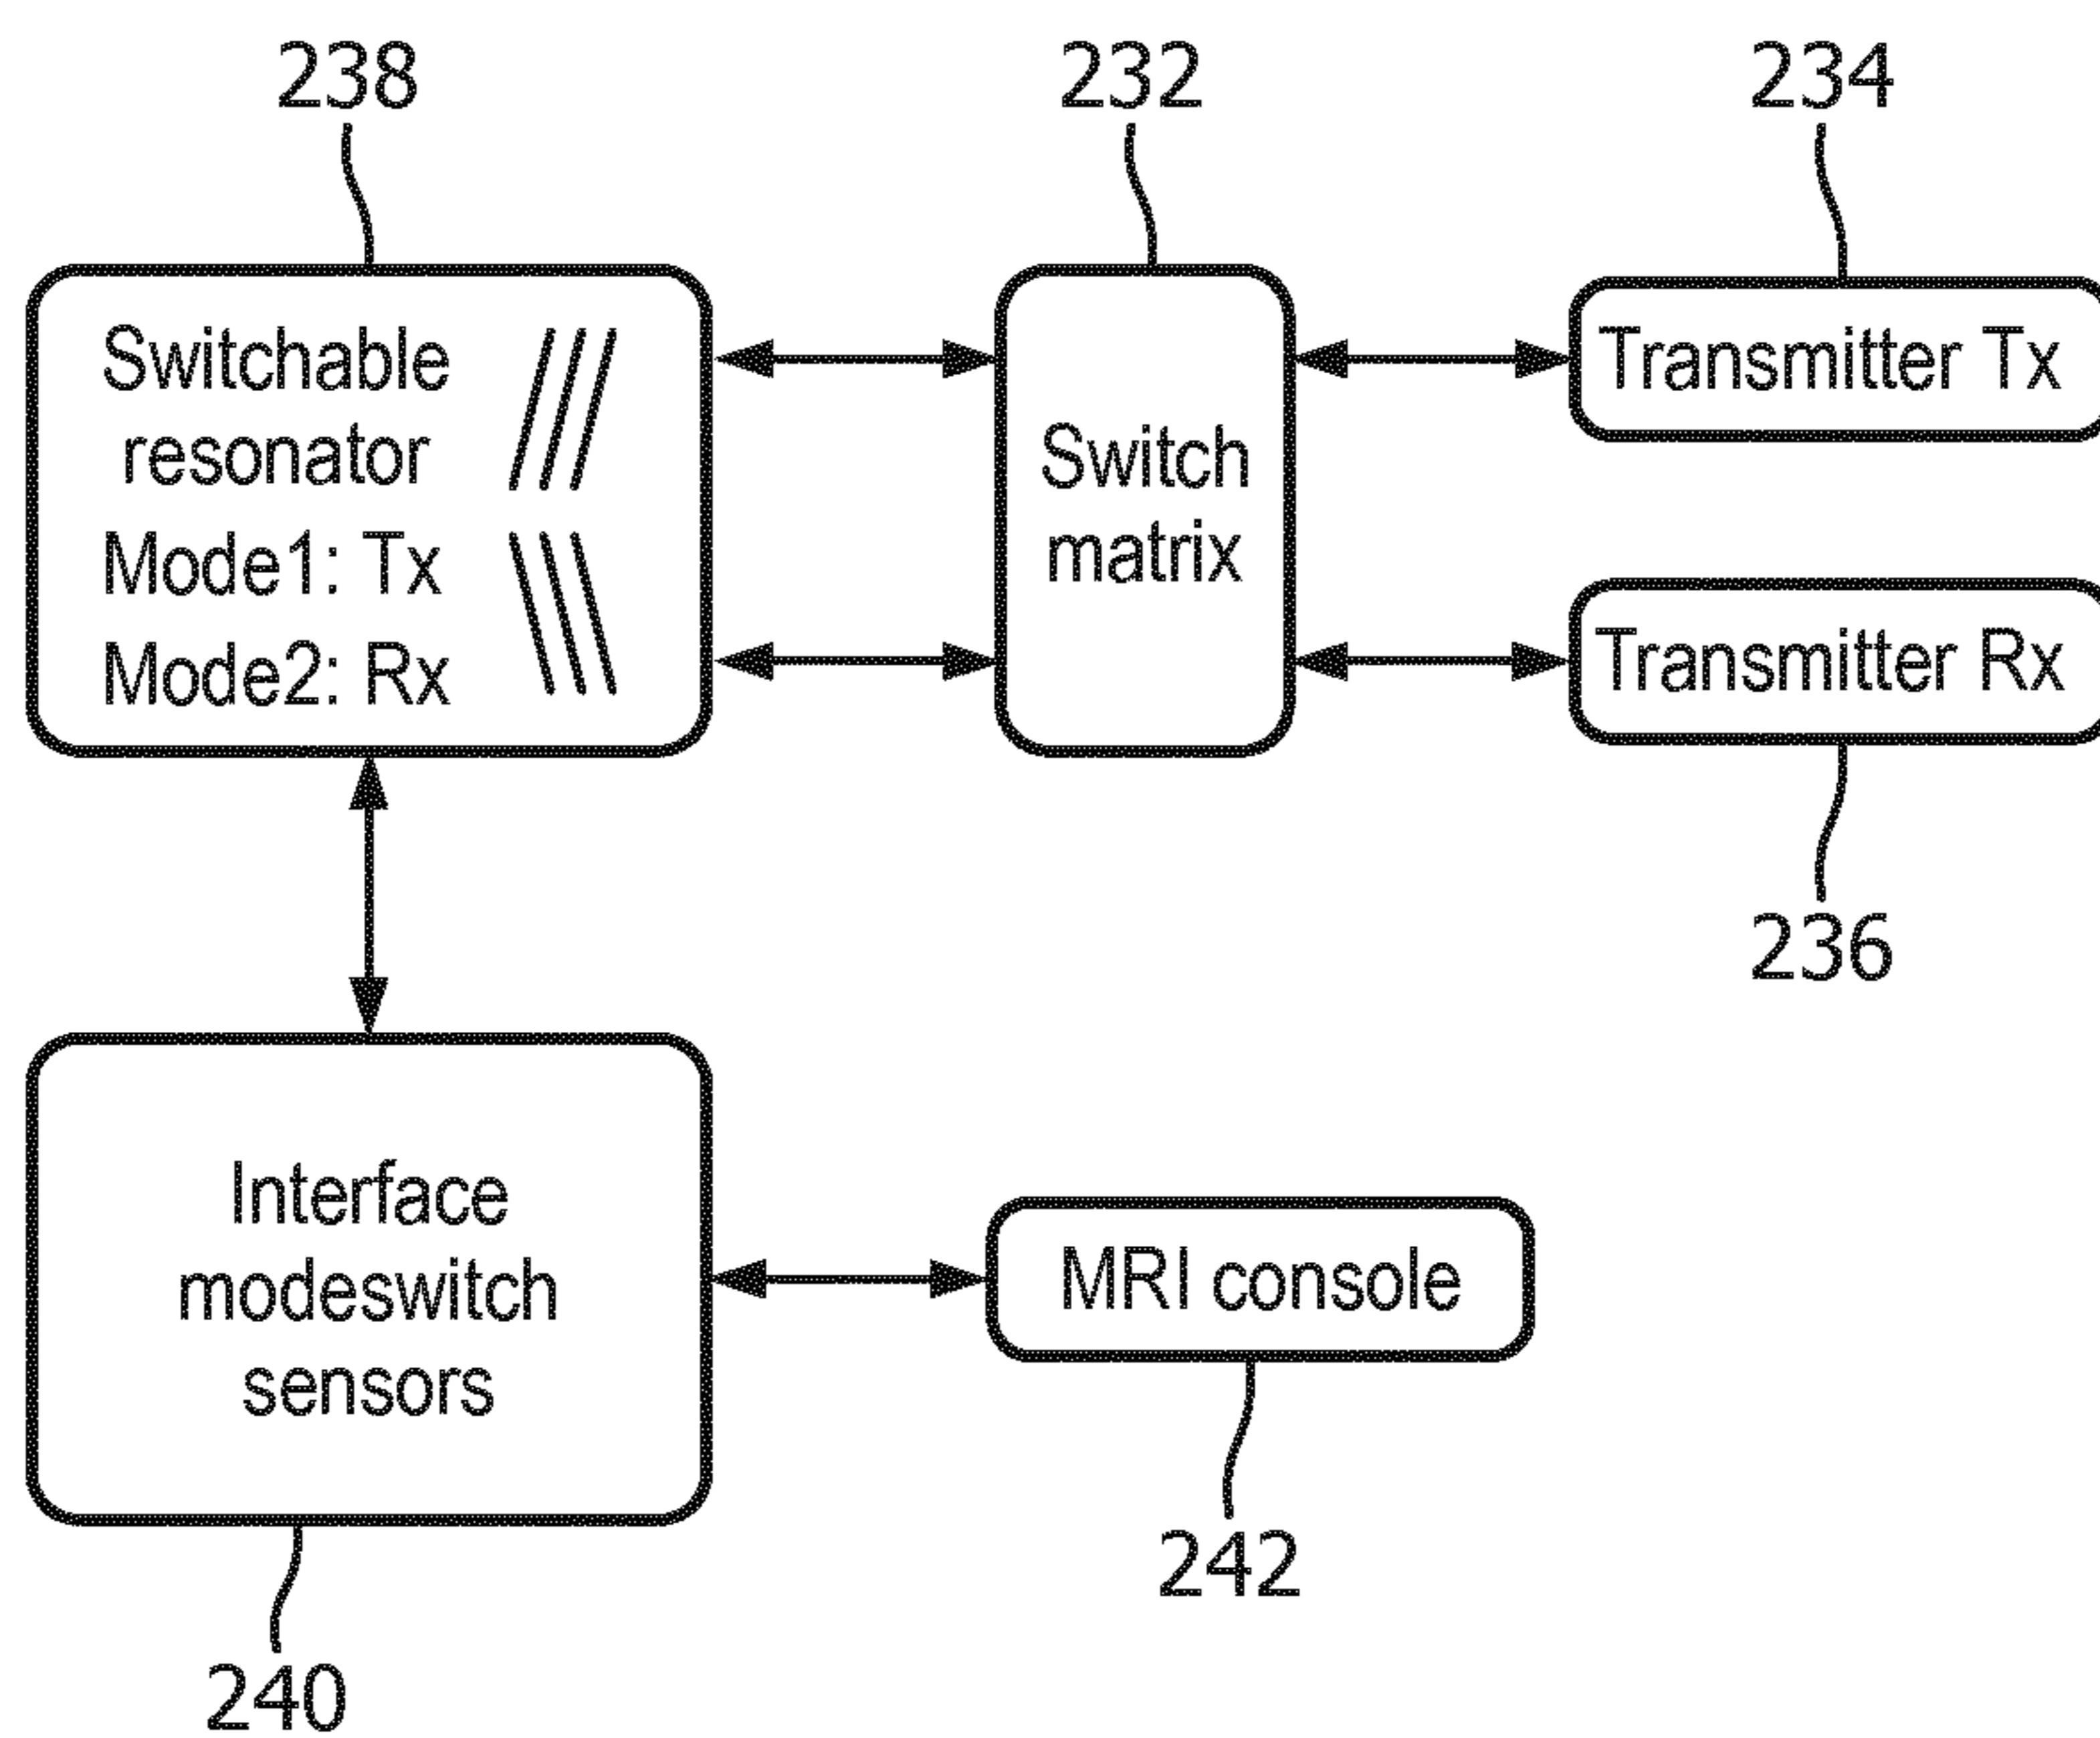 238
232
234
Switchable
resonator
Mode1: Tx
Mode2: Rx
Switch
matrix
Transmitter Tx
Transmitter Rx
236
Interface
modeswitch
sensors
MRI console
242
240